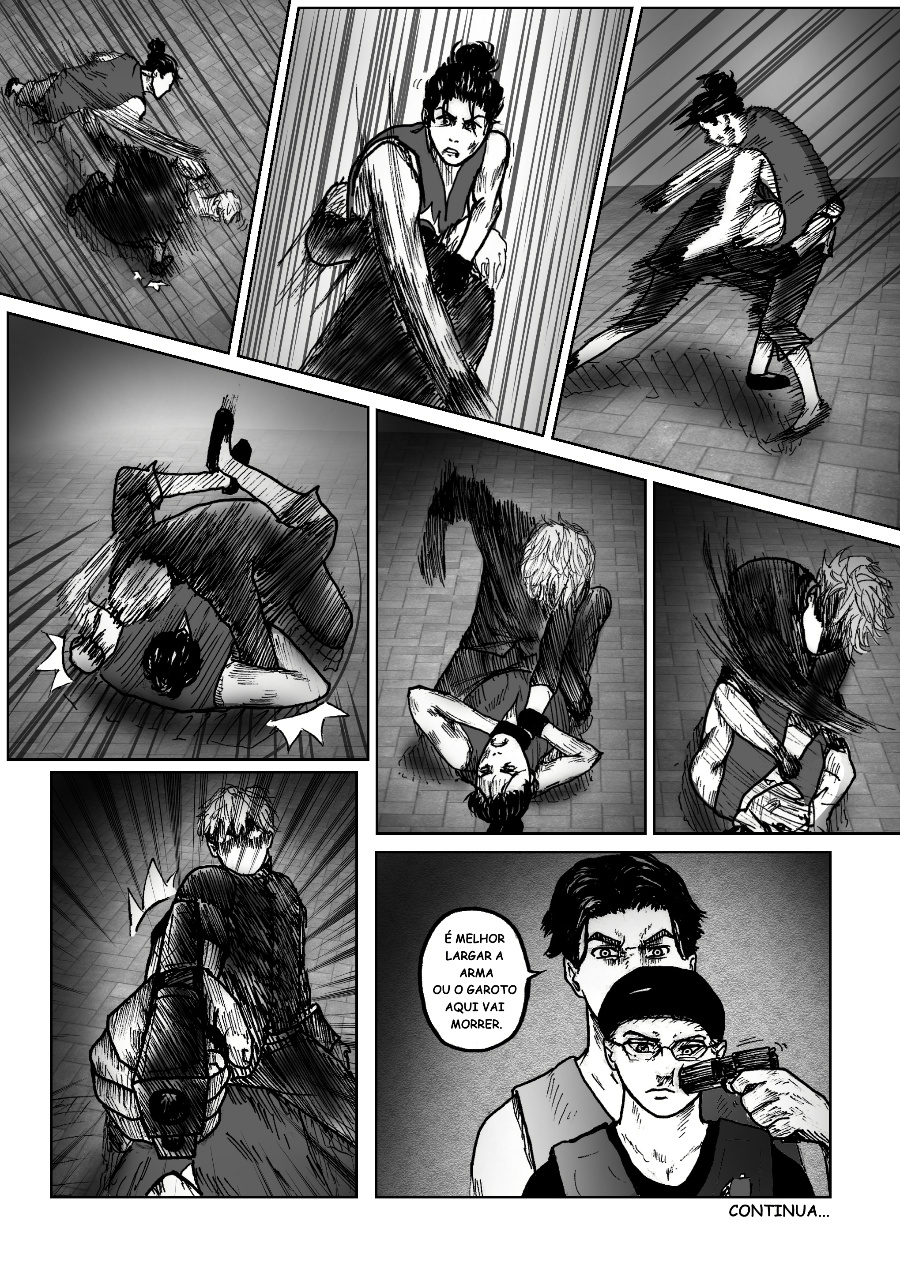 É MELHOR
LARGAR A
ARMA
OU O GAROTO
AQUI VAI
MORRER.
CONTINUA...